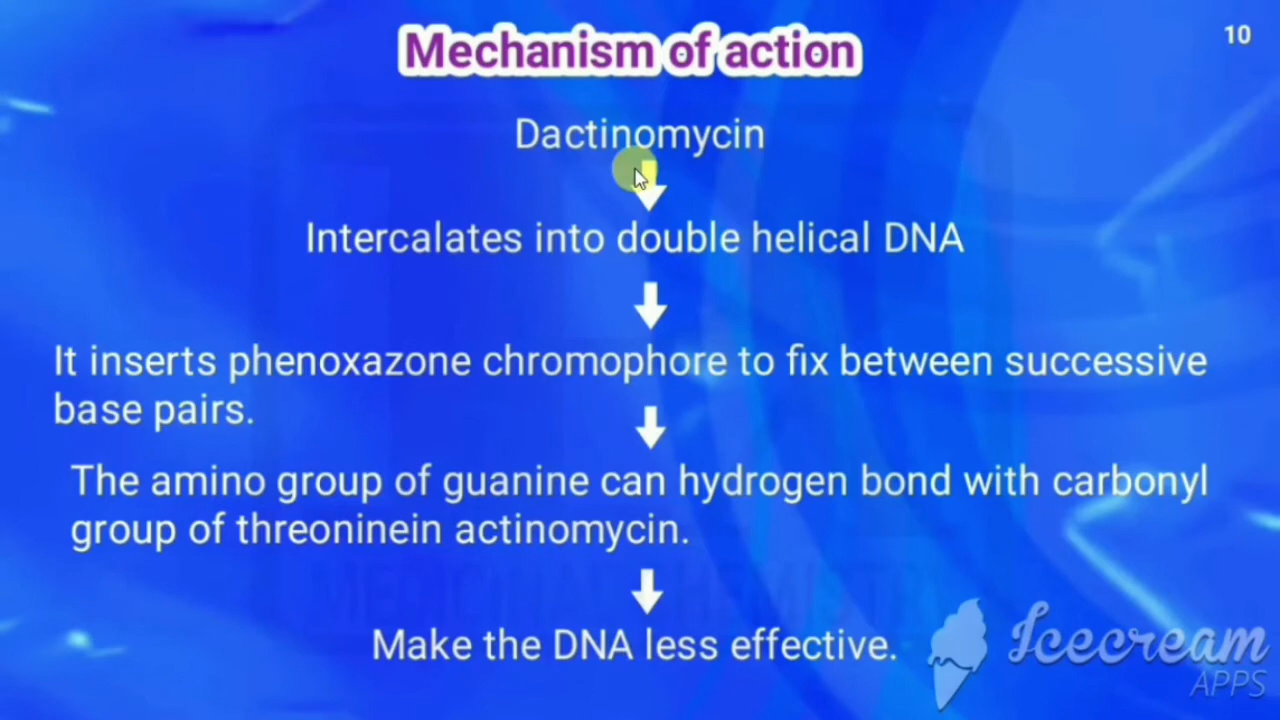 Mechanism of action
10
Dactinomycin
Intercalates into double helical DNA
It inserts phenoxazone chromophore to fix between successive
base pairs.
The amino group of guanine can hydrogen bond with carbonyl
group of threoninein actinomycin.
Make the DNA less effective.
Icecream
APPS